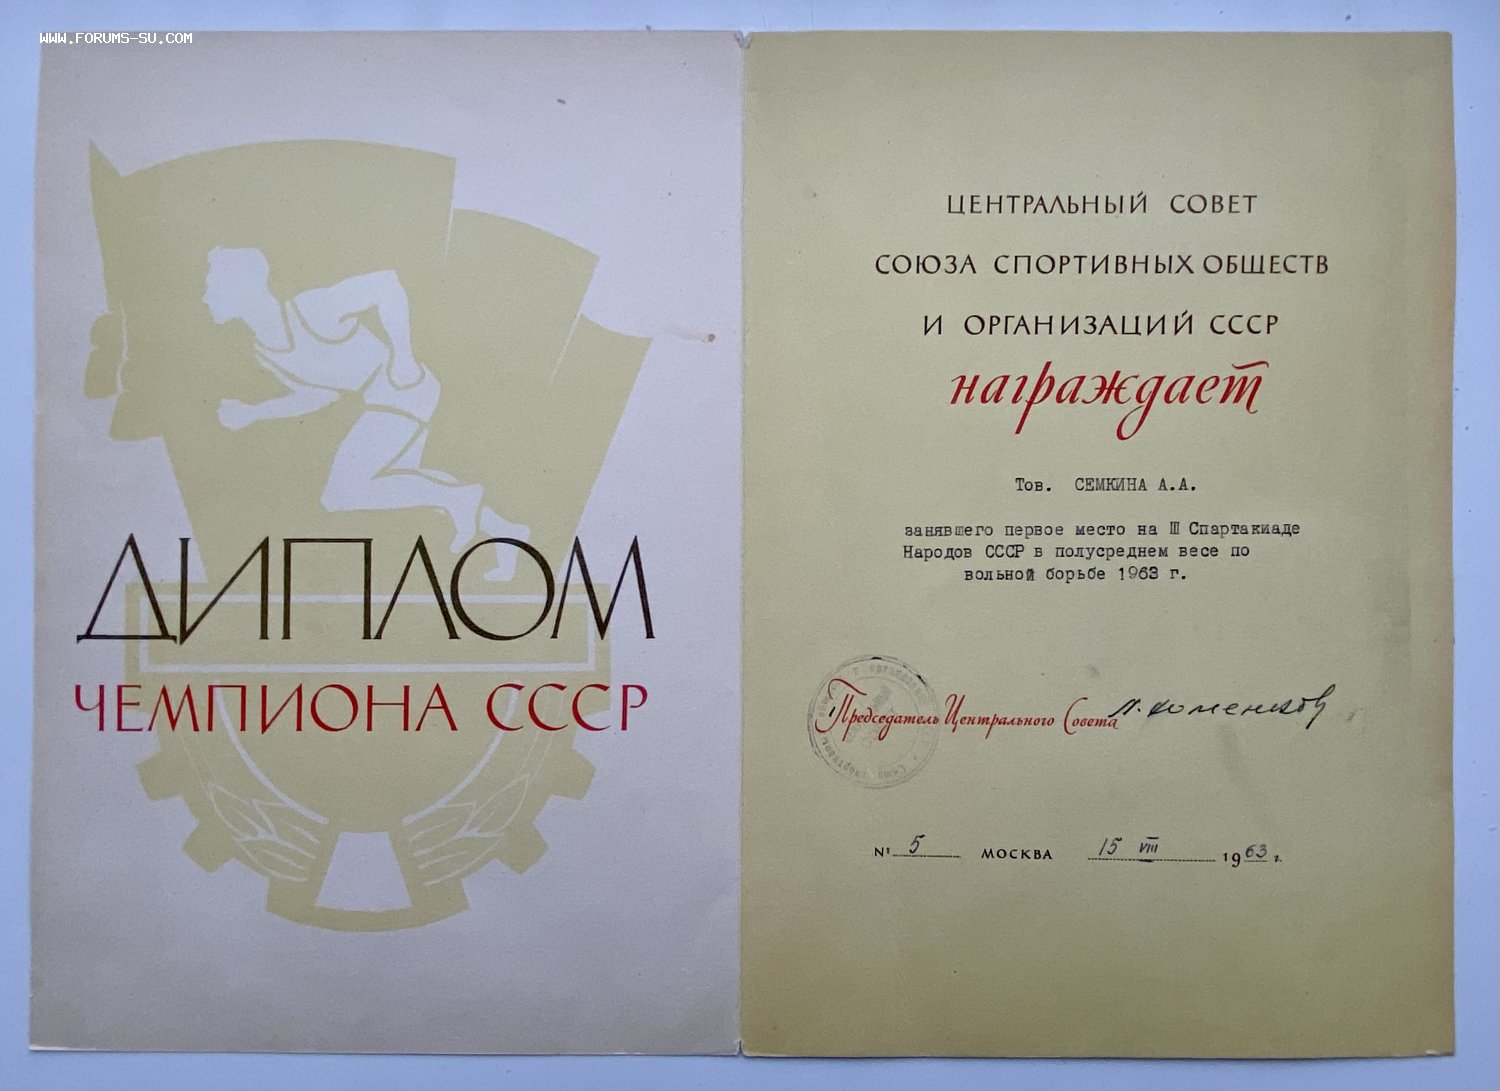 WWW.FORUMS-SU.COM
ДИПЛОМ
ЧЕМПИОНА СССР
ЦЕНТРАЛЬНЫЙ СОВЕТ
СОЮЗА СПОРТИВНЫХ ОБЩЕСТВ
И ОРГАНИЗАЦИЙ СССР
награждает
Тов. СЕМКИНА А.А.
занявшего первое место на III Спартакиаде
Народов СССР в полусреднем весе по
вольной борьбе 1963 г.
Председатель Центрального Совета Л. Хоменков
№ 5 МОСКВА 15 VIII 1963 г.